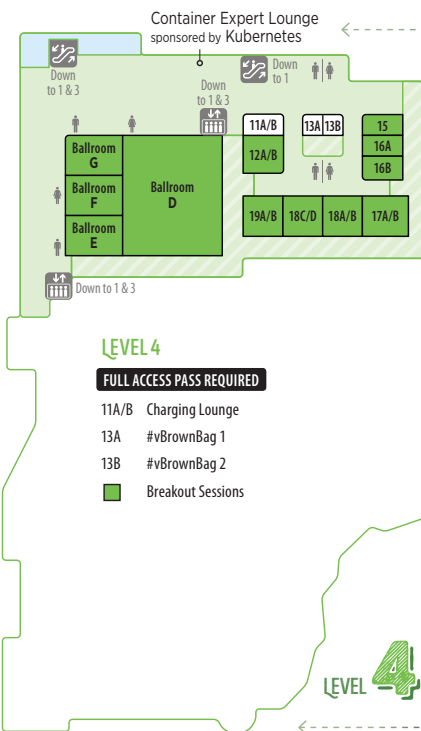 Container Expert Lounge
sponsored by Kubernetes
Down
to 1 & 3
Down
to 1
Down
to 1 & 3
11A/B
13A
13B
15
12A/B
16A
16B
Ballroom
G
Ballroom
F
Ballroom
E
Ballroom
D
19A/B
18C/D
18A/B
17A/B
Down to 1 & 3
LEVEL 4
FULL ACCESS PASS REQUIRED
11A/B Charging Lounge
13A #vBrownBag 1
13B #vBrownBag 2
Breakout Sessions
LEVEL 4